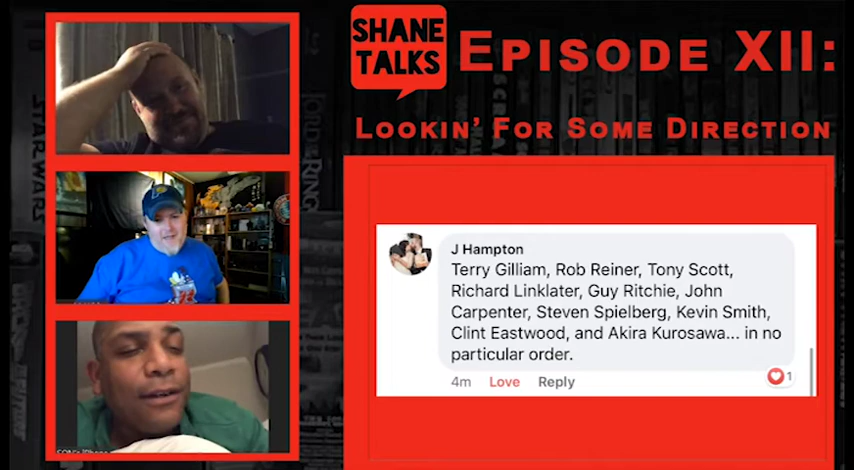 SHANE
TALKS
EPISODE XII:
LOOKIN' FOR SOME DIRECTION
STAR WARS
J Hampton
Terry Gilliam, Rob Reiner, Tony Scott,
Richard Linklater, Guy Ritchie, John
Carpenter, Steven Spielberg, Kevin Smith,
Clint Eastwood, and Akira Kurosawa... in no
particular order.
4m Love Reply
1